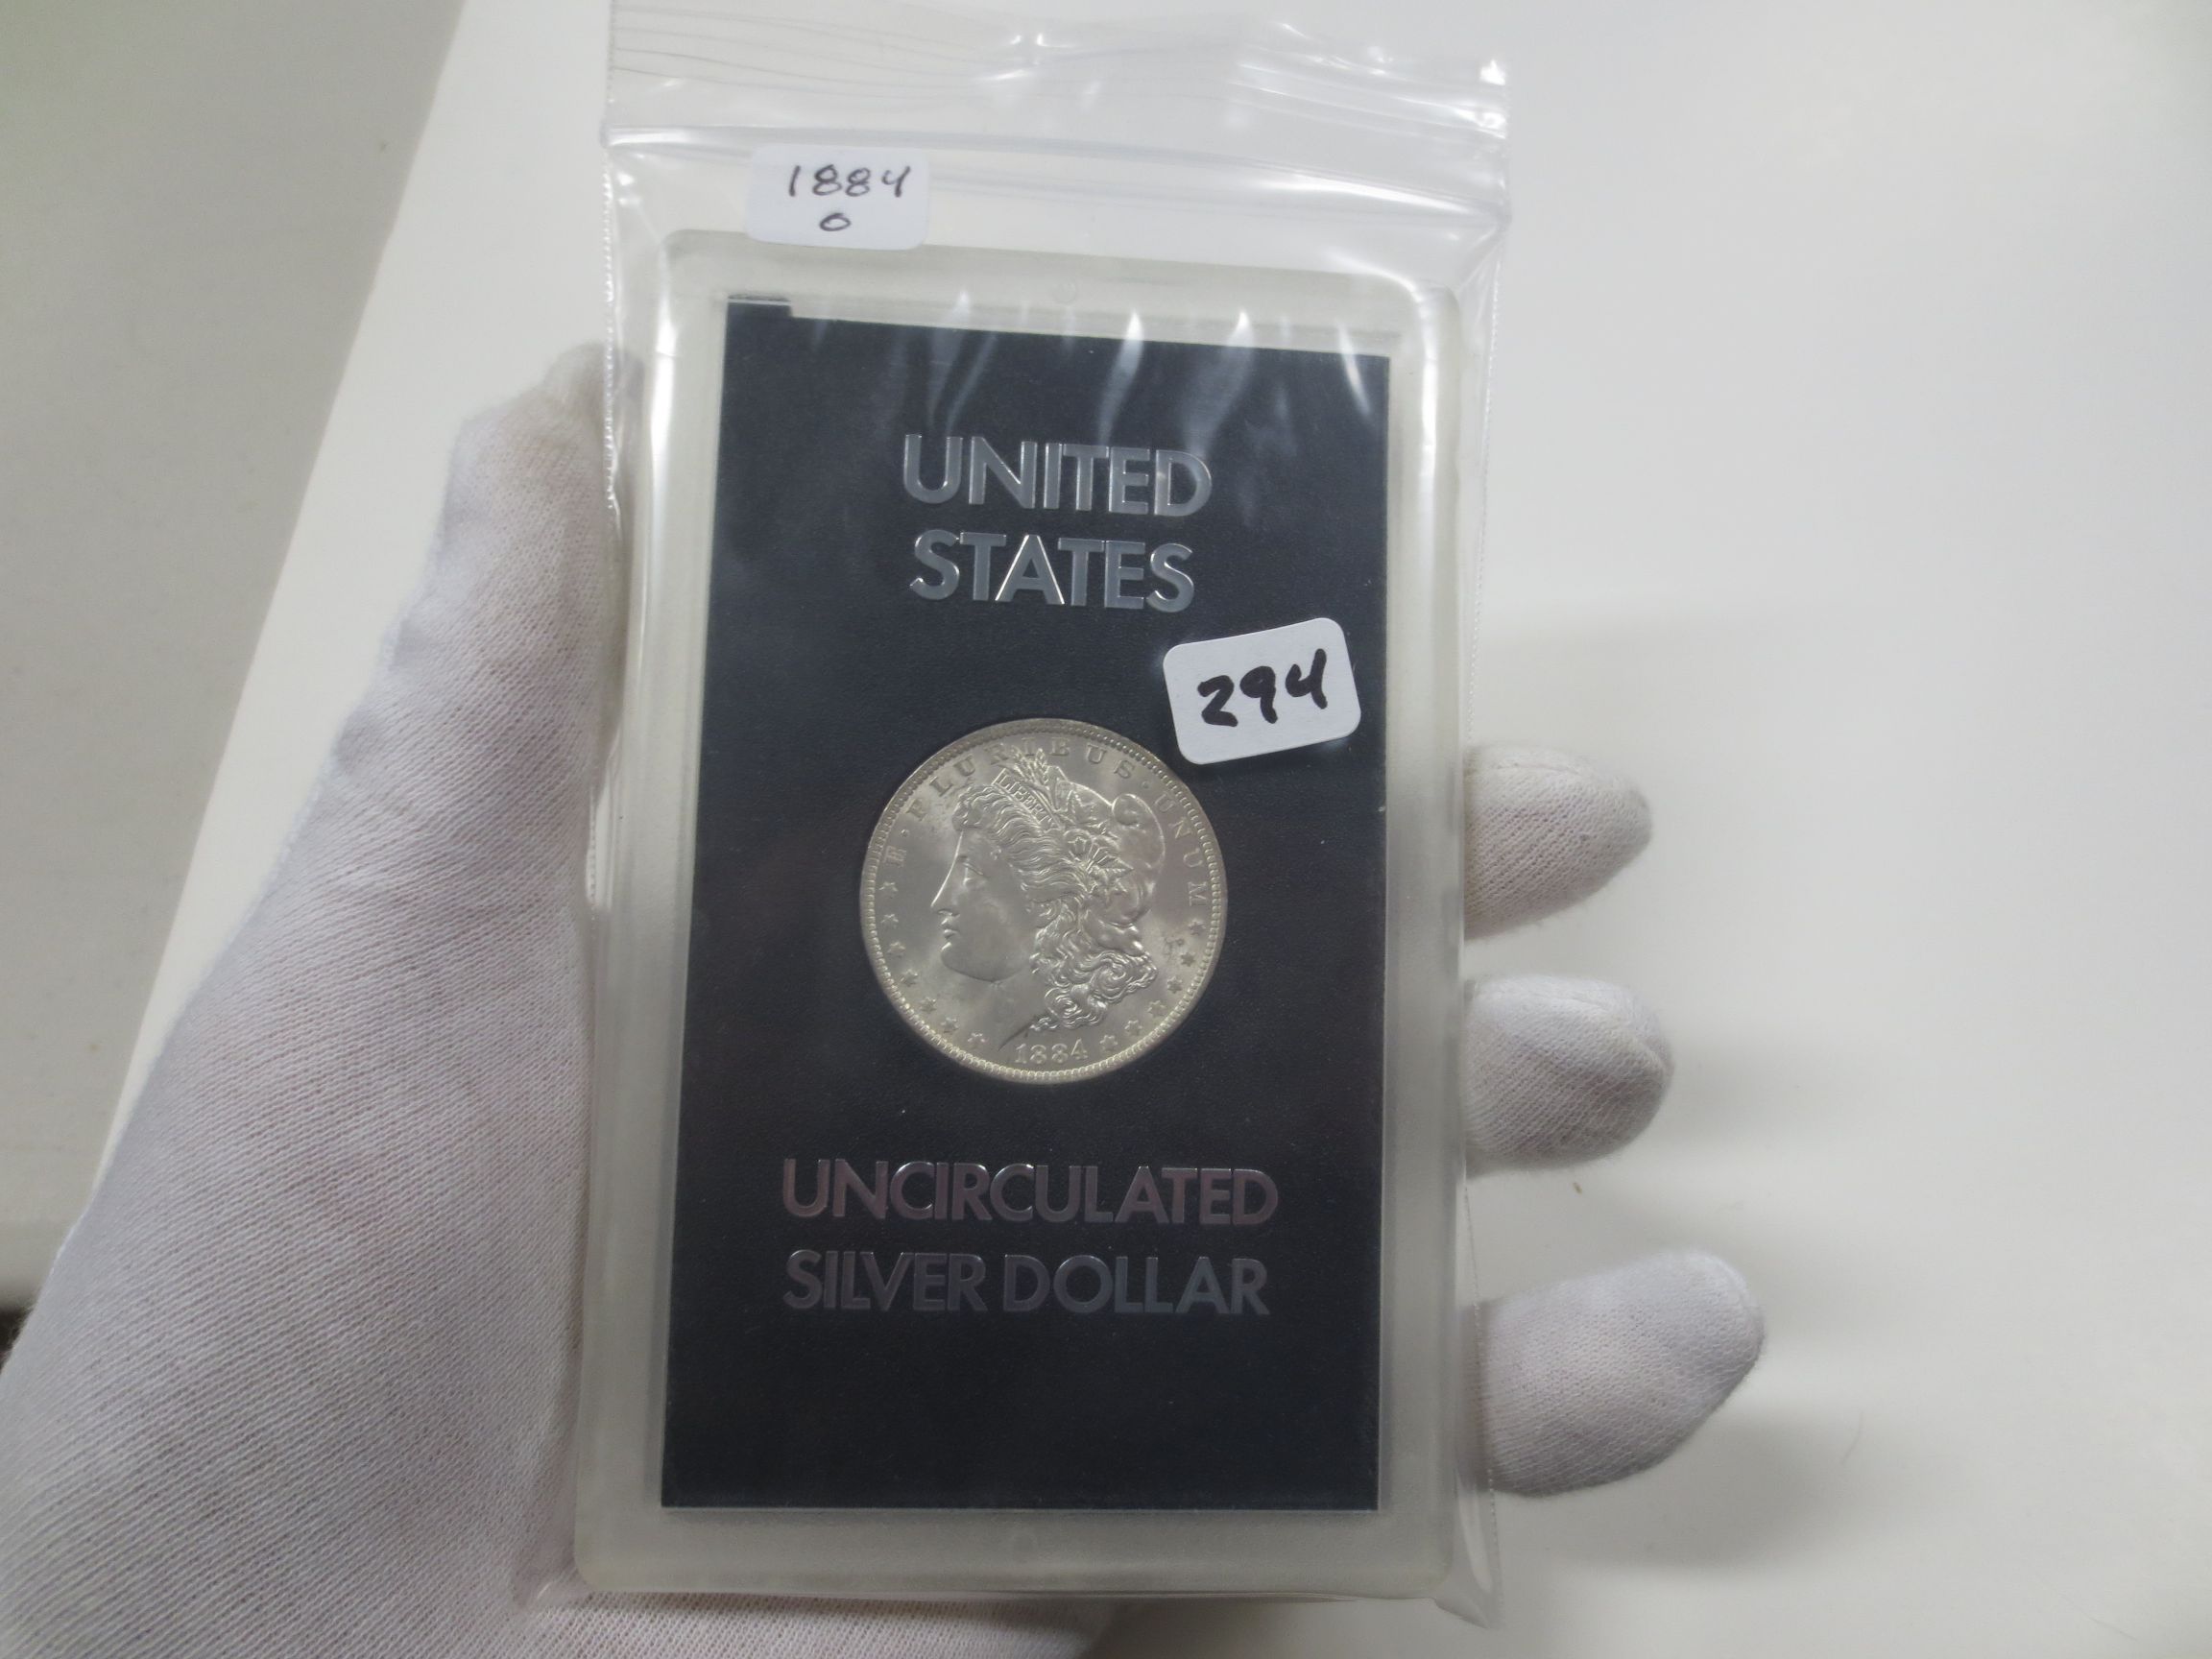 1884
O
UNITED
STATES
294
E · PLURIBUS · UNUM
LIBERTY
1884
UNCIRCULATED
SILVER DOLLAR